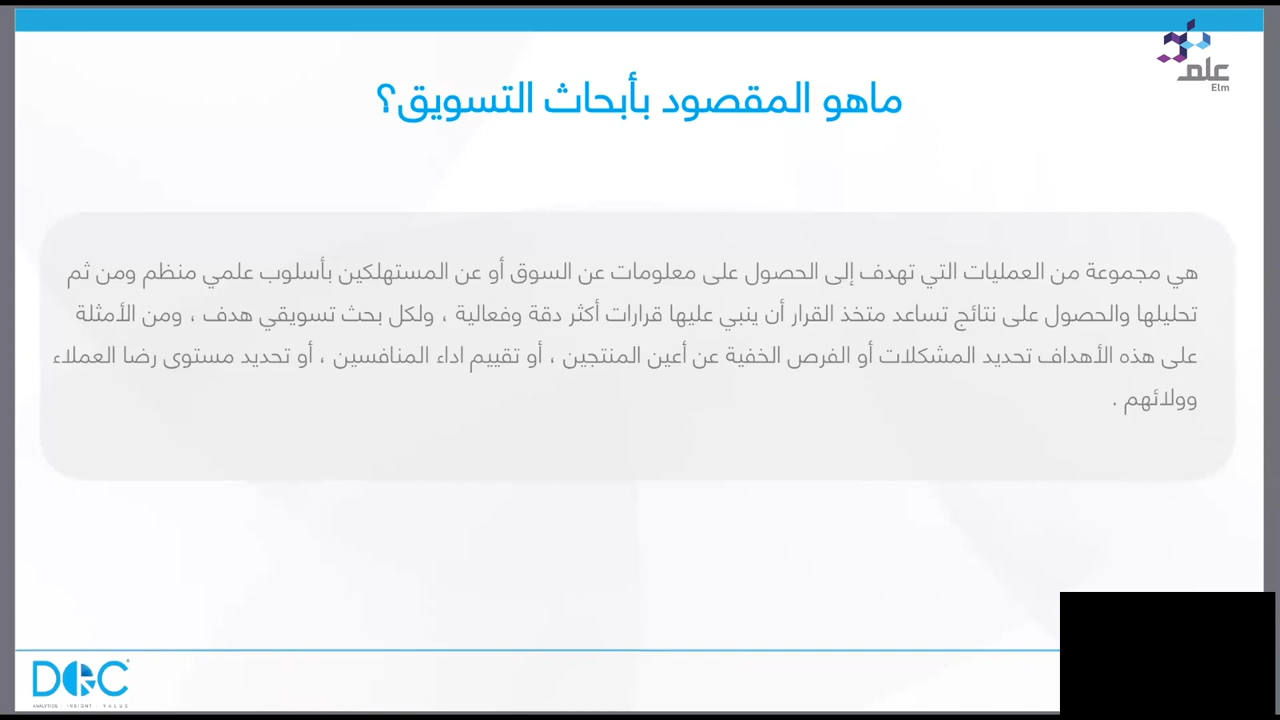 علم
Elm
ماهو المقصود بأبحاث التسويق؟
هي مجموعة من العمليات التي تهدف إلى الحصول على معلومات عن السوق أو عن المستهلكين بأسلوب علمي منظم ومن ثم
تحليلها والحصول على نتائج تساعد متخذ القرار أن ينبي عليها قرارات أكثر دقة وفعالية ، ولكل بحث تسويقي هدف ، ومن الأمثلة
على هذه الأهداف تحديد المشكلات أو الفرص الخفية عن أعين المنتجين ، أو تقييم اداء المنافسين ، أو تحديد مستوى رضا العملاء
وولائهم .
DOC
ANALYTICS · INSIGHT · VALUE